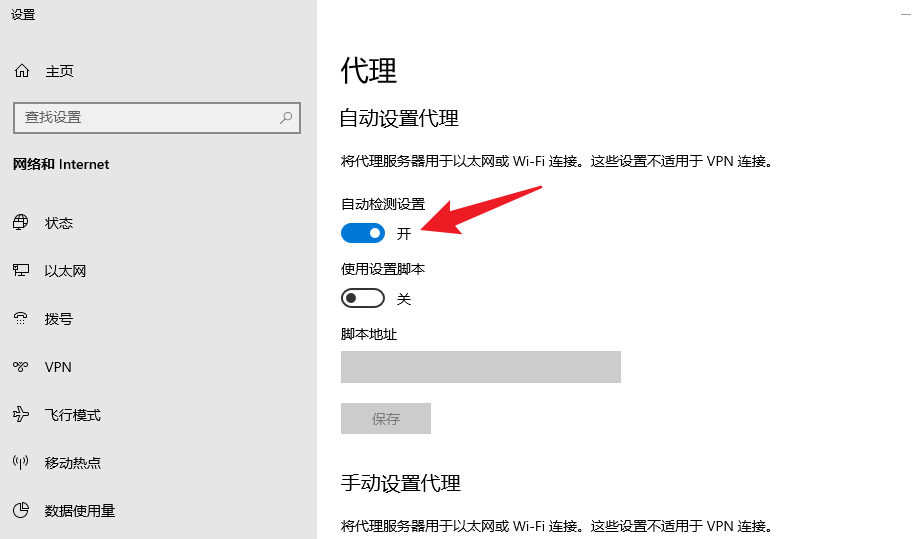 设置
主页
查找设置
网络和 Internet
状态
以太网
拨号
VPN
飞行模式
移动热点
数据使用量
代理
自动设置代理
将代理服务器用于以太网或 Wi-Fi 连接。这些设置不适用于 VPN 连接。
自动检测设置
开
使用设置脚本
关
脚本地址
保存
手动设置代理
将代理服务器用于以太网或 Wi-Fi 连接。这些设置不适用于 VPN 连接。